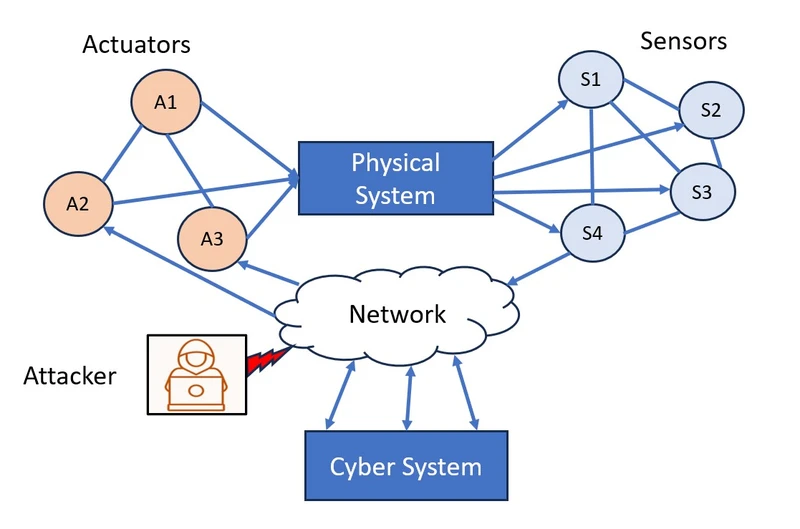 Actuators
Sensors
A1
S1
S2
Physical
System
A2
S3
A3
S4
Network
Attacker
Cyber System